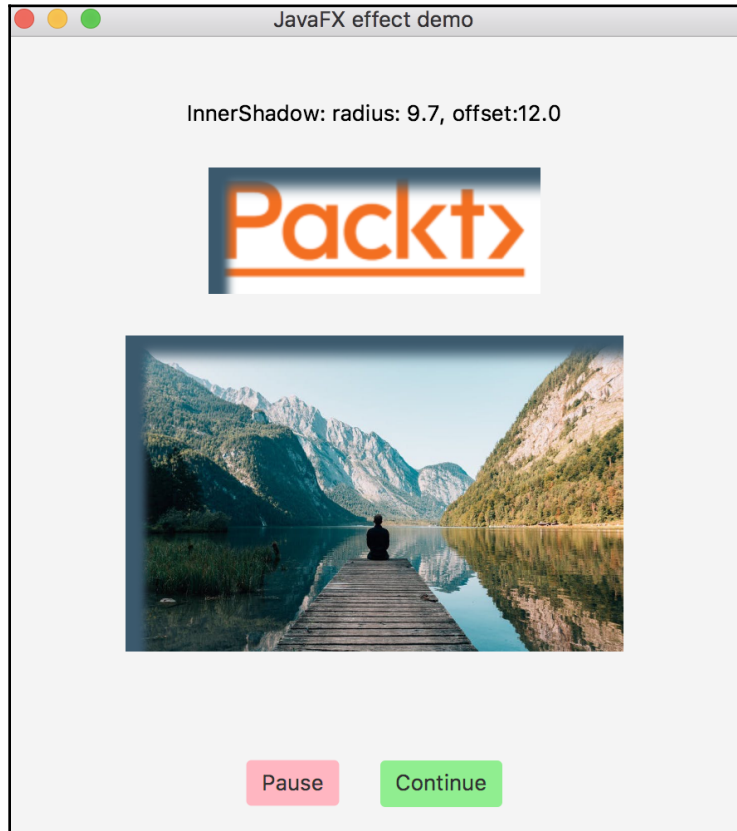 JavaFX effect demo
InnerShadow: radius: 9.7, offset:12.0
Packt>
Pause
Continue